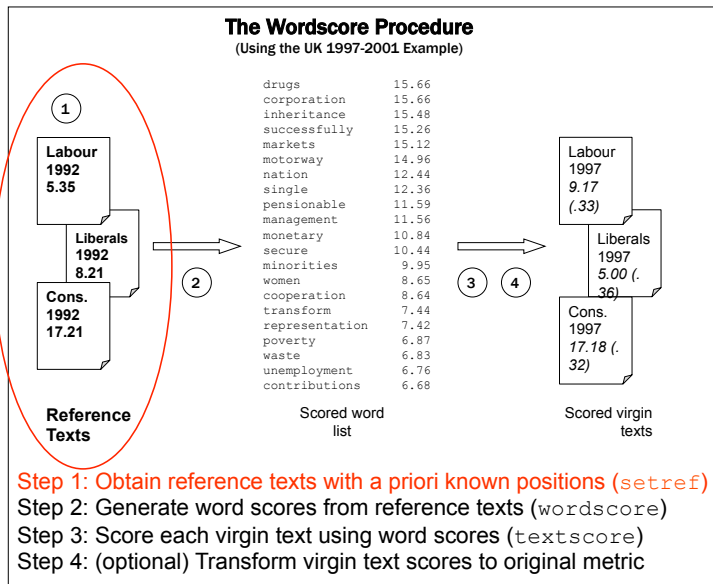 The Wordscore Procedure
(Using the UK 1997-2001 Example)
1
Labour
1992
5.35
Liberals
1992
8.21
Cons.
1992
17.21
Reference
Texts
2
drugs 15.66
corporation 15.66
inheritance 15.48
successfully 15.26
markets 15.12
motorway 14.96
nation 12.44
single 12.36
pensionable 11.59
management 11.56
monetary 10.84
secure 10.44
minorities 9.95
women 8.65
cooperation 8.64
transform 7.44
representation 7.42
poverty 6.87
waste 6.83
unemployment 6.76
contributions 6.68
Scored word
list
3 4
Labour
1997
9.17
(.33)
Liberals
1997
5.00 (.
36)
Cons.
1997
17.18 (.
32)
Scored virgin
texts
Step 1: Obtain reference texts with a priori known positions (setref)
Step 2: Generate word scores from reference texts (wordscore)
Step 3: Score each virgin text using word scores (textscore)
Step 4: (optional) Transform virgin text scores to original metric